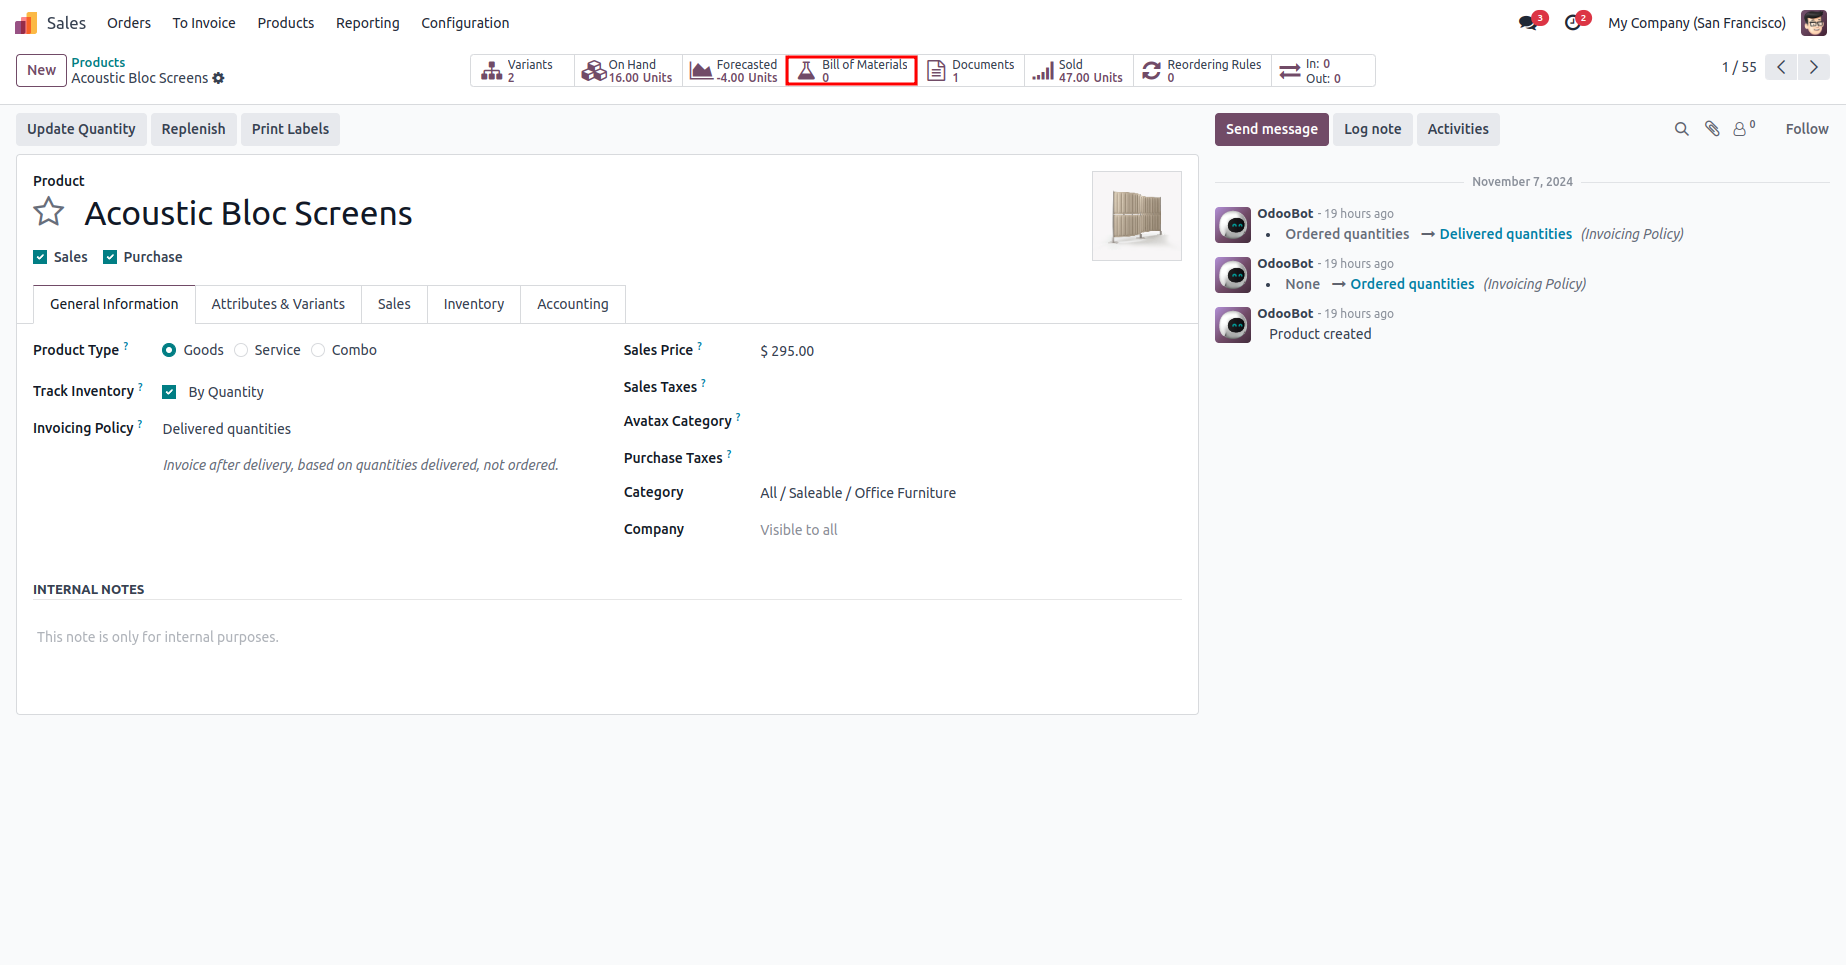 Sales Orders To Invoice Products Reporting Configuration 3 2 My Company (San Francisco)
New Products
Acoustic Bloc Screens
Variants
2
On Hand
16.00 Units
Forecasted
-4.00 Units
Bill of Materials
0
Documents
1
Sold
47.00 Units
Reordering Rules
0
In: 0
Out: 0
1 / 55
Update Quantity Replenish Print Labels
Send message Log note Activities 0 Follow
Product
Acoustic Bloc Screens
Sales Purchase
General Information Attributes & Variants Sales Inventory Accounting
Product Type ? Goods Service Combo
Track Inventory ? By Quantity
Invoicing Policy ? Delivered quantities
Invoice after delivery, based on quantities delivered, not ordered.
Sales Price ? $ 295.00
Sales Taxes ?
Avatax Category ?
Purchase Taxes ?
Category All / Saleable / Office Furniture
Company Visible to all
INTERNAL NOTES
This note is only for internal purposes.
November 7, 2024
OdooBot - 19 hours ago
• Ordered quantities → Delivered quantities (Invoicing Policy)
OdooBot - 19 hours ago
• None → Ordered quantities (Invoicing Policy)
OdooBot - 19 hours ago
Product created